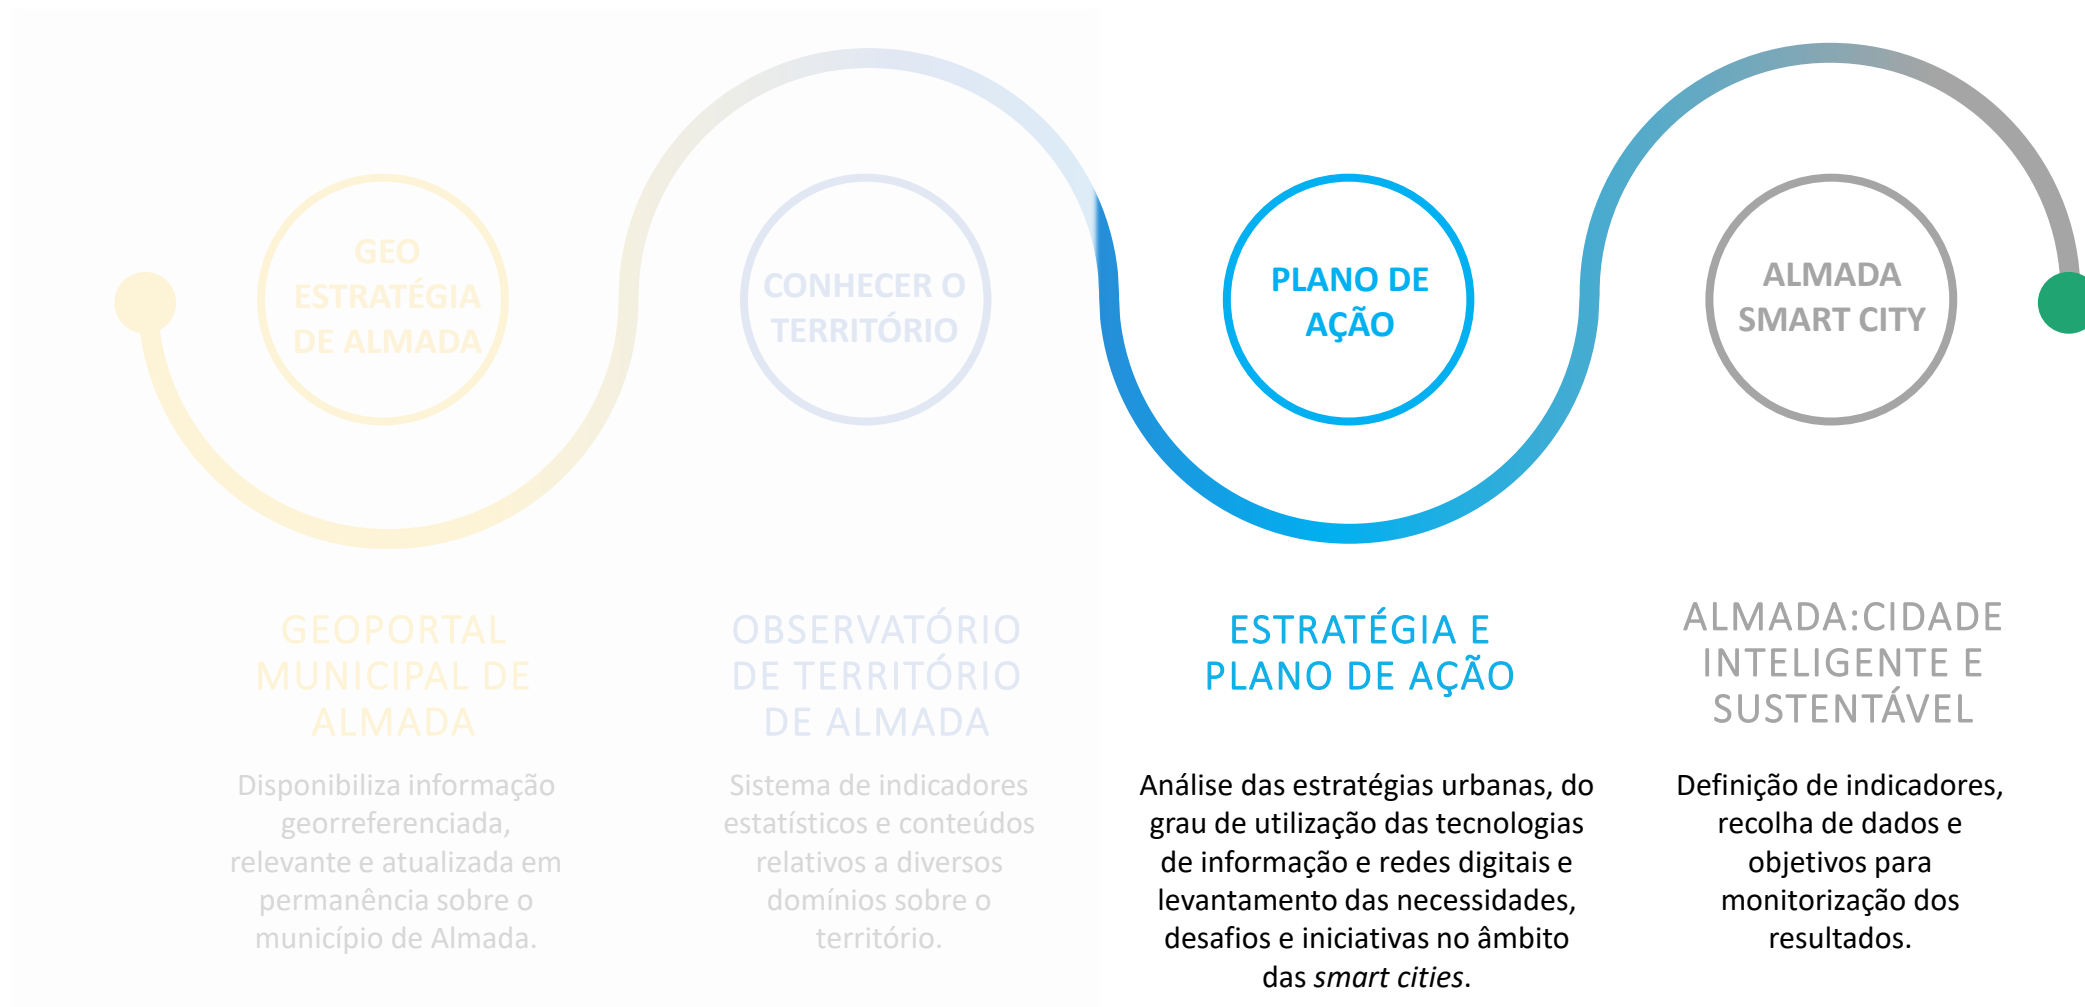 GEO
ESTRATÉGIA
DE ALMADA
CONHECER O
TERRITÓRIO
PLANO DE
AÇÃO
ALMADA
SMART CITY
GEOPORTAL
MUNICIPAL DE
ALMADA
Disponibiliza informação
georreferenciada,
relevante e atualizada em
permanência sobre o
município de Almada.
OBSERVATÓRIO
DE TERRITÓRIO
DE ALMADA
Sistema de indicadores
estatísticos e conteúdos
relativos a diversos
domínios sobre o
território.
ESTRATÉGIA E
PLANO DE AÇÃO
Análise das estratégias urbanas, do
grau de utilização das tecnologias
de informação e redes digitais e
levantamento das necessidades,
desafios e iniciativas no âmbito
das smart cities.
ALMADA:CIDADE
INTELIGENTE E
SUSTENTÁVEL
Definição de indicadores,
recolha de dados e
objetivos para
monitorização dos
resultados.